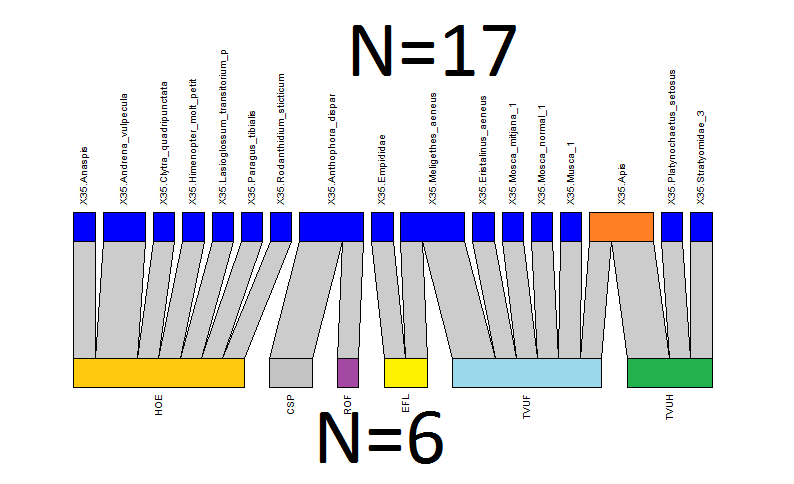 N=17
X35.Anaspis
X35.Andrena_vulpecula
X35.Clytra_quadripunctata
X35.Himenopter_molt_petit
X35.Lasioglossum_transitorium_p
X35.Paragus_tibialis
X35.Rodanthidium_sticticum
X35.Anthophora_dispar
X35.Empididae
X35.Meligethes_aeneus
X35.Eristalinus_aeneus
X35.Mosca_mitjana_1
X35.Mosca_normal_1
X35.Musca_1
X35.Apis
X35.Platynochaetus_setosus
X35.Stratyomidae_3
HOE
CSP
ROF
EFL
TVUF
TVUH
N=6